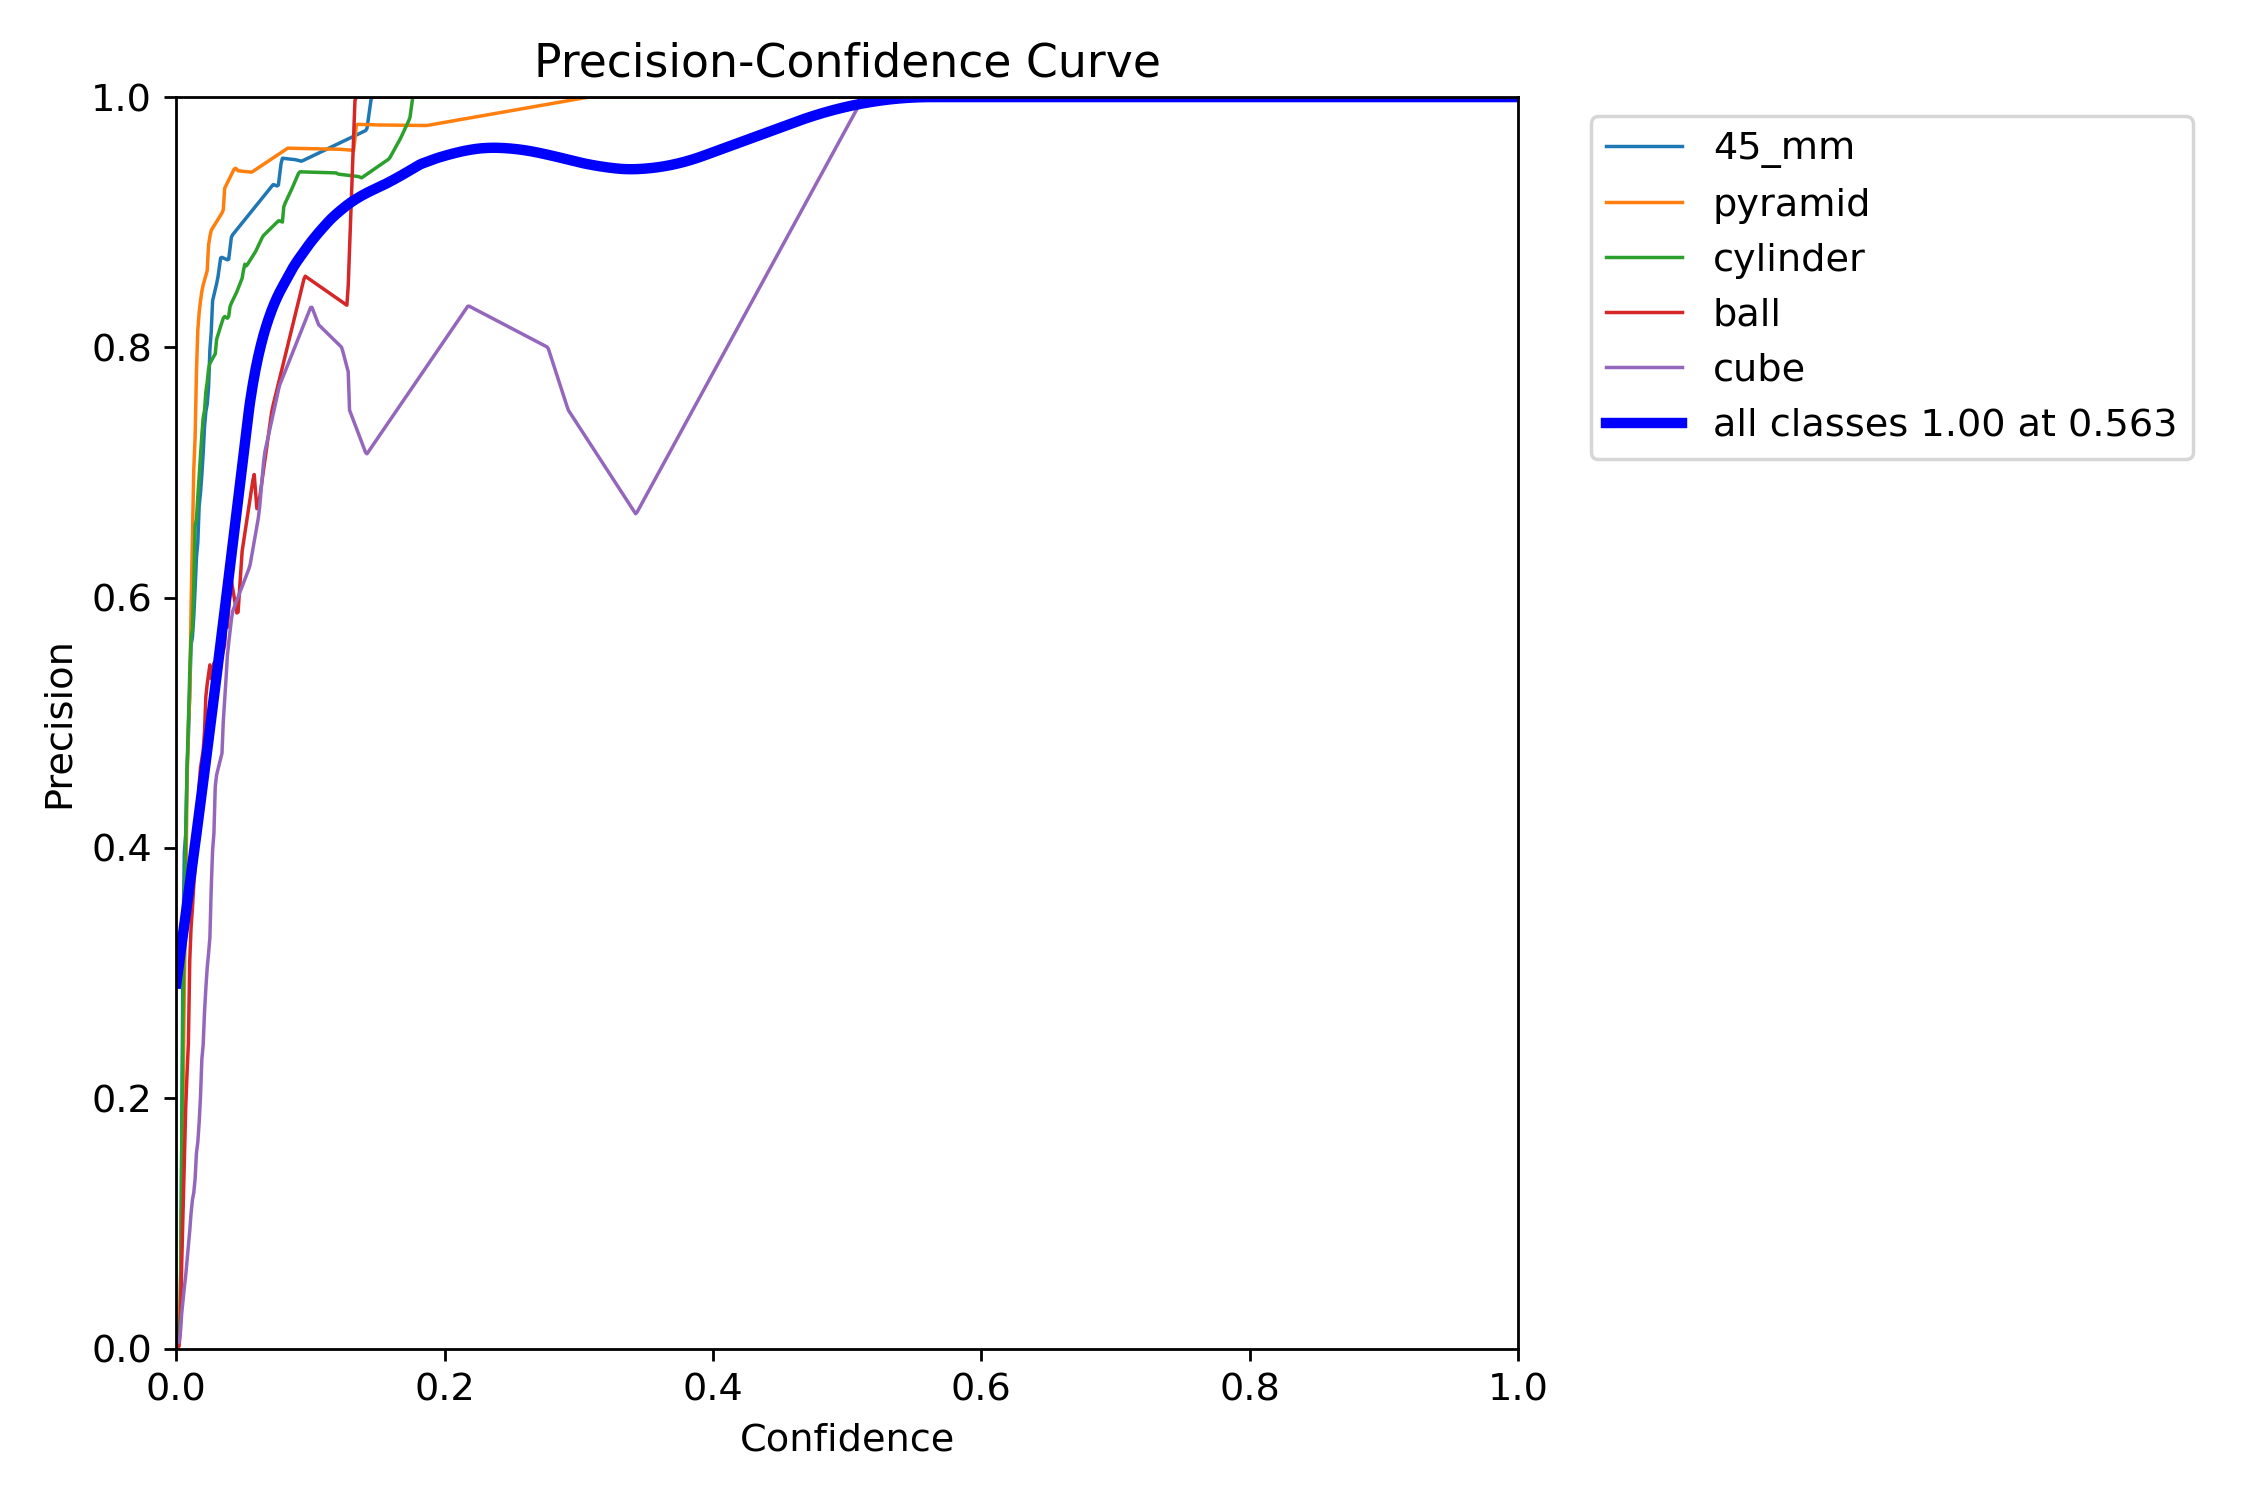 Precision-Confidence Curve
1.0
0.8
0.6
0.4
0.2
0.0
Precision
0.0 0.2 0.4 0.6 0.8 1.0
Confidence
45_mm
pyramid
cylinder
ball
cube
all classes 1.00 at 0.563